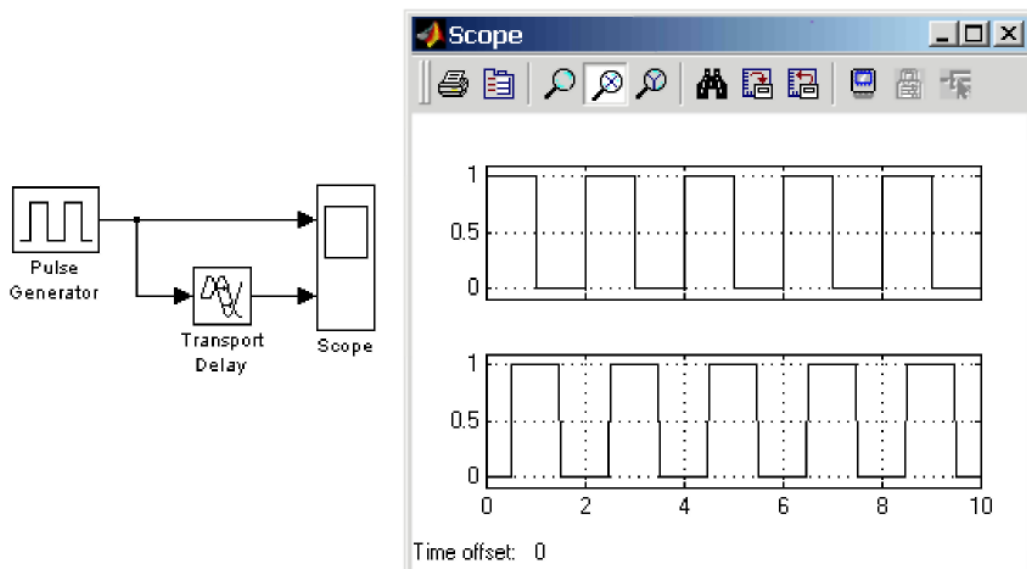 Pulse
Generator
Transport
Delay
Scope
Scope
1
0.5
0
1
0.5
0
0 2 4 6 8 10
Time offset: 0